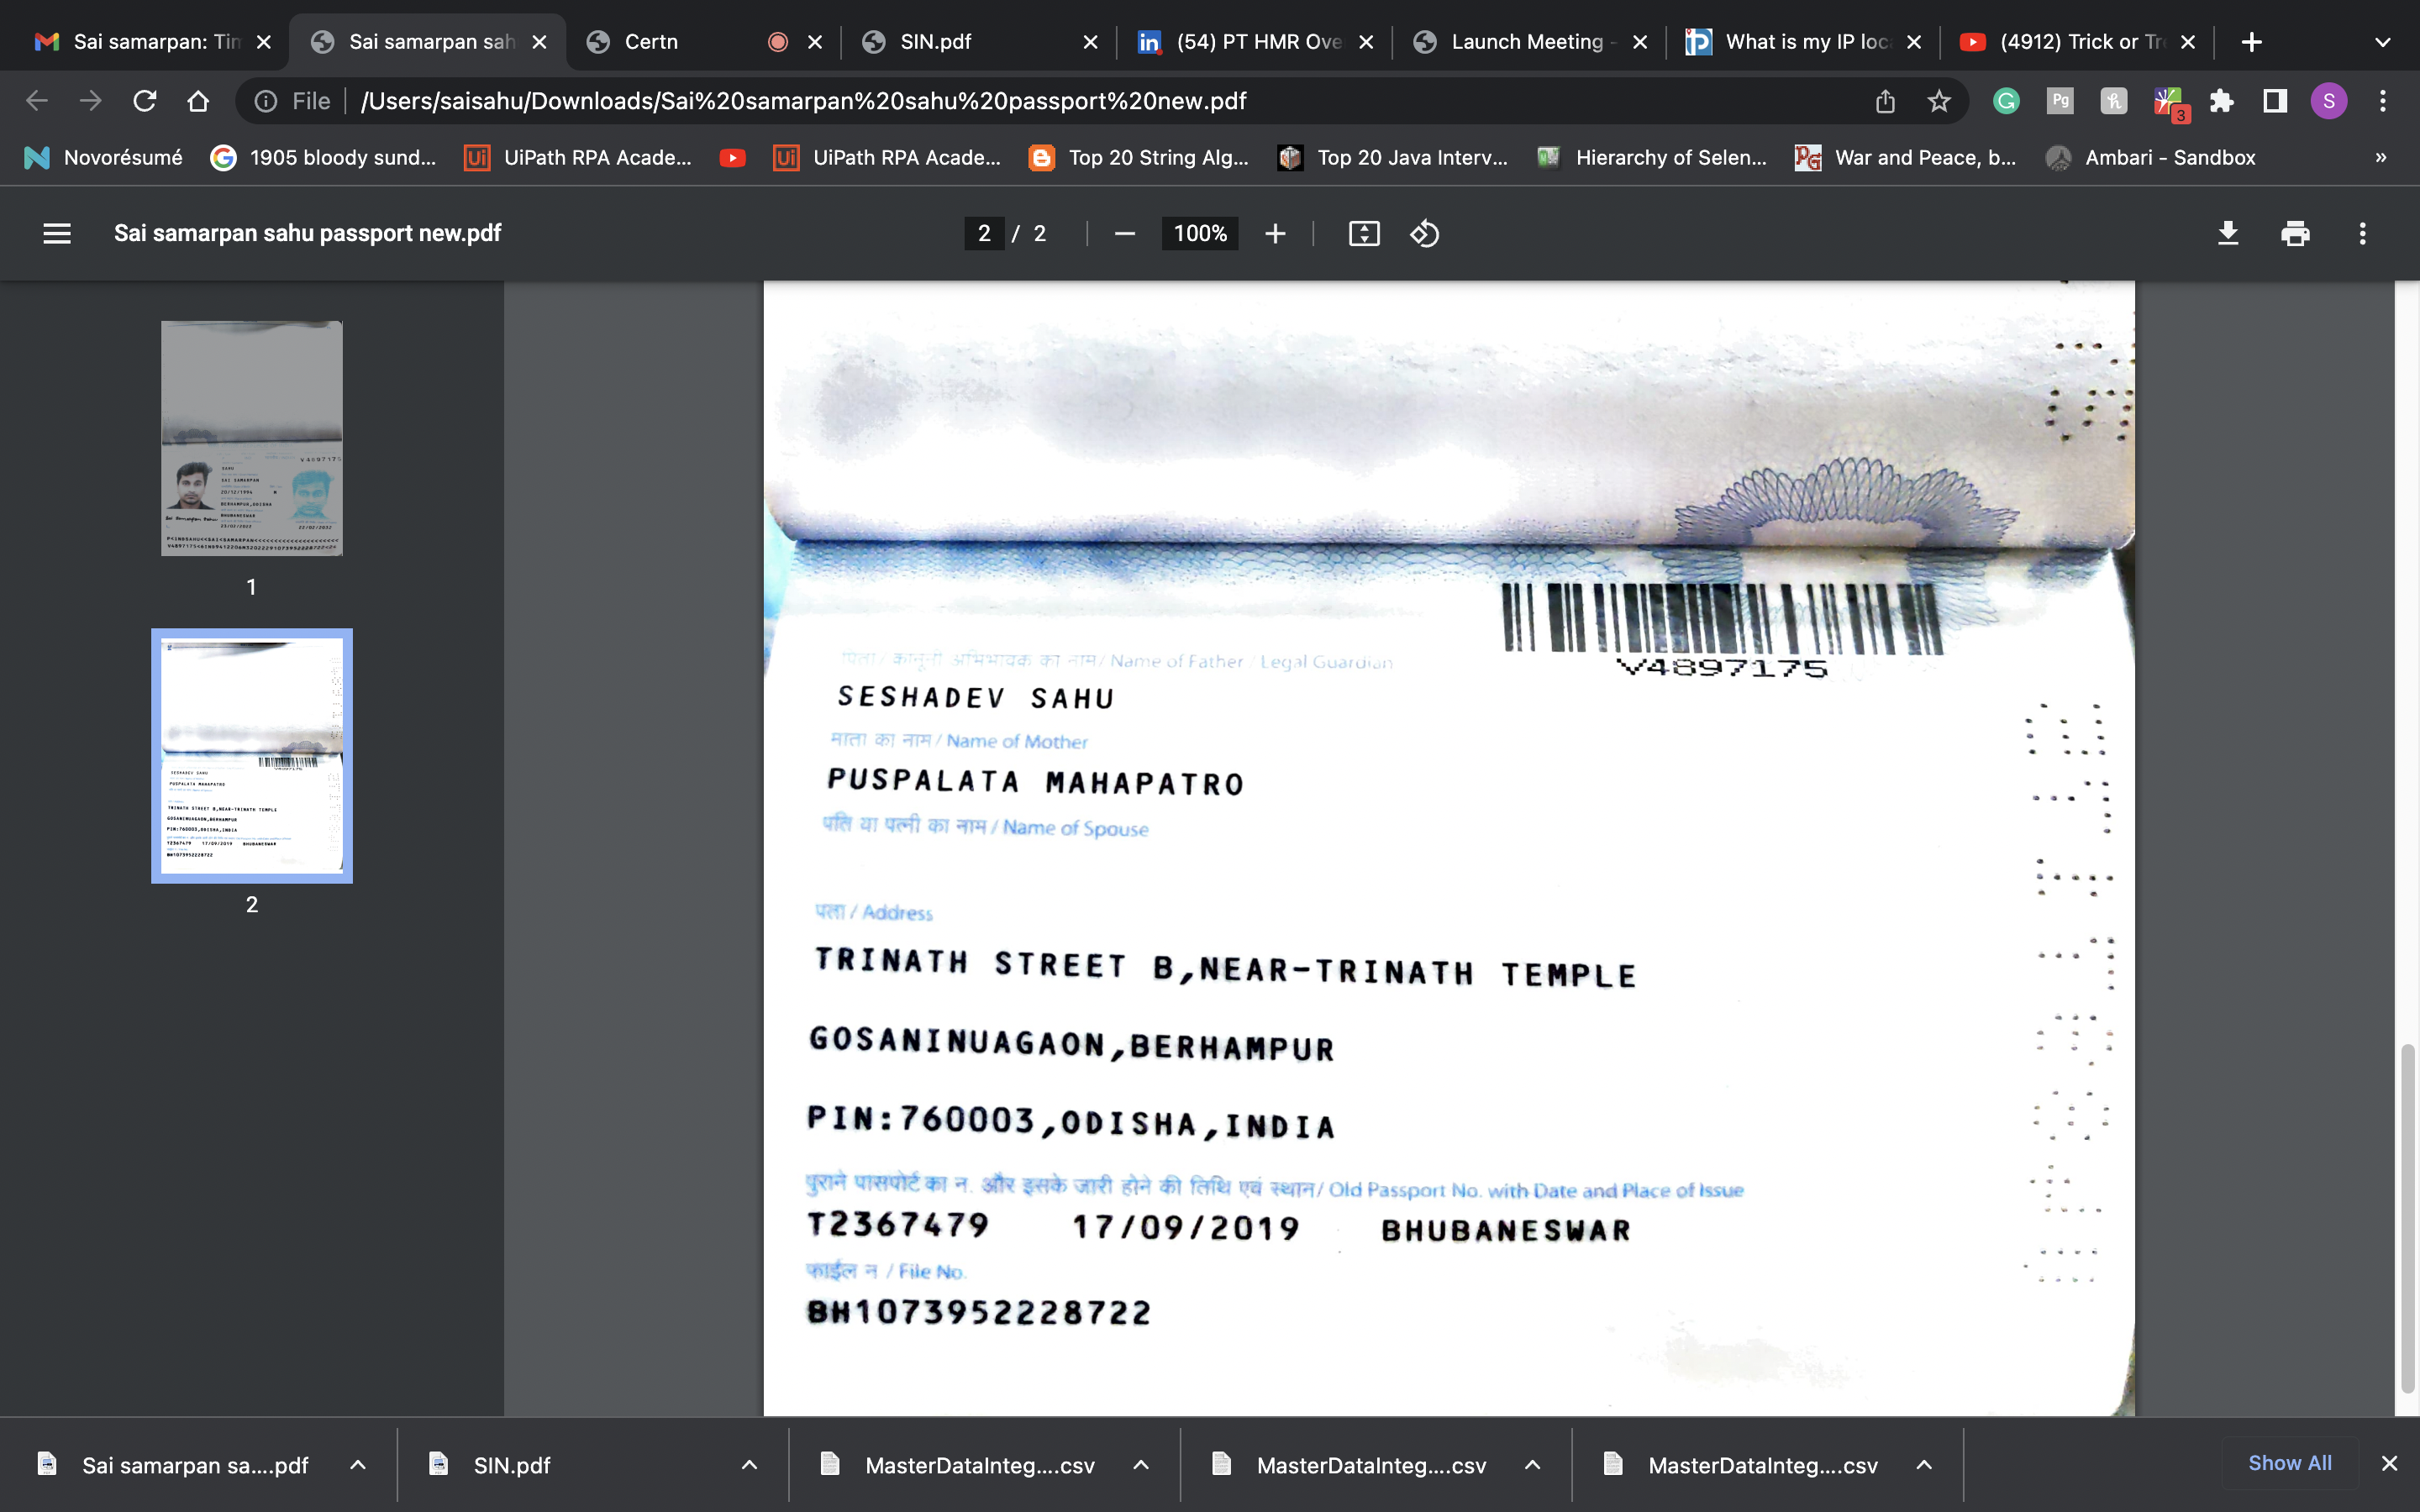 Sai samarpan: Tim
Sai samarpan sah
Certn
SIN.pdf
(54) PT HMR Ove
Launch Meeting -
What is my IP loc
(4912) Trick or Tr
File
/Users/saisahu/Downloads/Sai%20samarpan%20sahu%20passport%20new.pdf
Pg
3
S
Novorésumé
1905 bloody sund...
UiPath RPA Acade...
UiPath RPA Acade...
Top 20 String Alg...
Top 20 Java Interv...
Hierarchy of Selen...
War and Peace, b...
Ambari - Sandbox
»
Sai samarpan sahu passport new.pdf
2 / 2
100%
1
2
पिता / कानूनी अभिभावक का नाम / Name of Father / Legal Guardian
V4897175
SESHADEV SAHU
माता का नाम / Name of Mother
PUSPALATA MAHAPATRO
पति या पत्नी का नाम / Name of Spouse
पता / Address
TRINATH STREET B,NEAR-TRINATH TEMPLE
GOSANINUAGAON,BERHAMPUR
PIN:760003,ODISHA,INDIA
पुराने पासपोर्ट का न. और इसके जारी होने की तिथि एवं स्थान / Old Passport No. with Date and Place of Issue
T2367479 17/09/2019 BHUBANESWAR
फाईल न / File No.
BH1073952228722
Sai samarpan sa....pdf
SIN.pdf
MasterDataInteg....csv
MasterDataInteg....csv
MasterDataInteg....csv
Show All